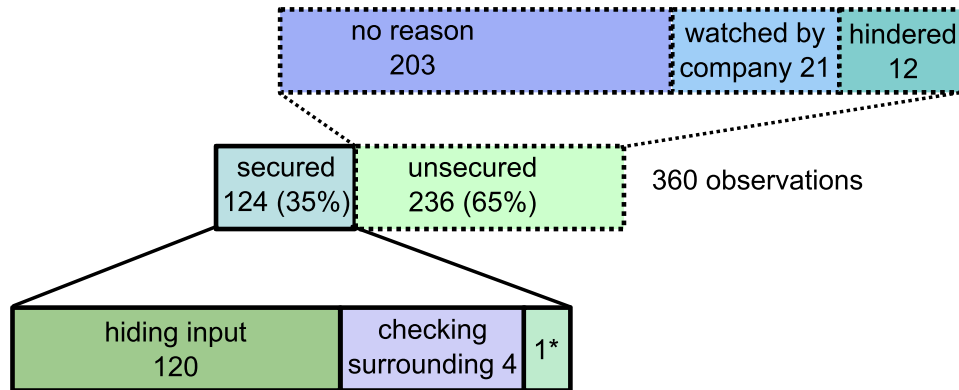 no reason
203
watched by
company 21
hindered
12
secured
124 (35%)
unsecured
236 (65%)
360 observations
hiding input
120
checking
surrounding 4
1*